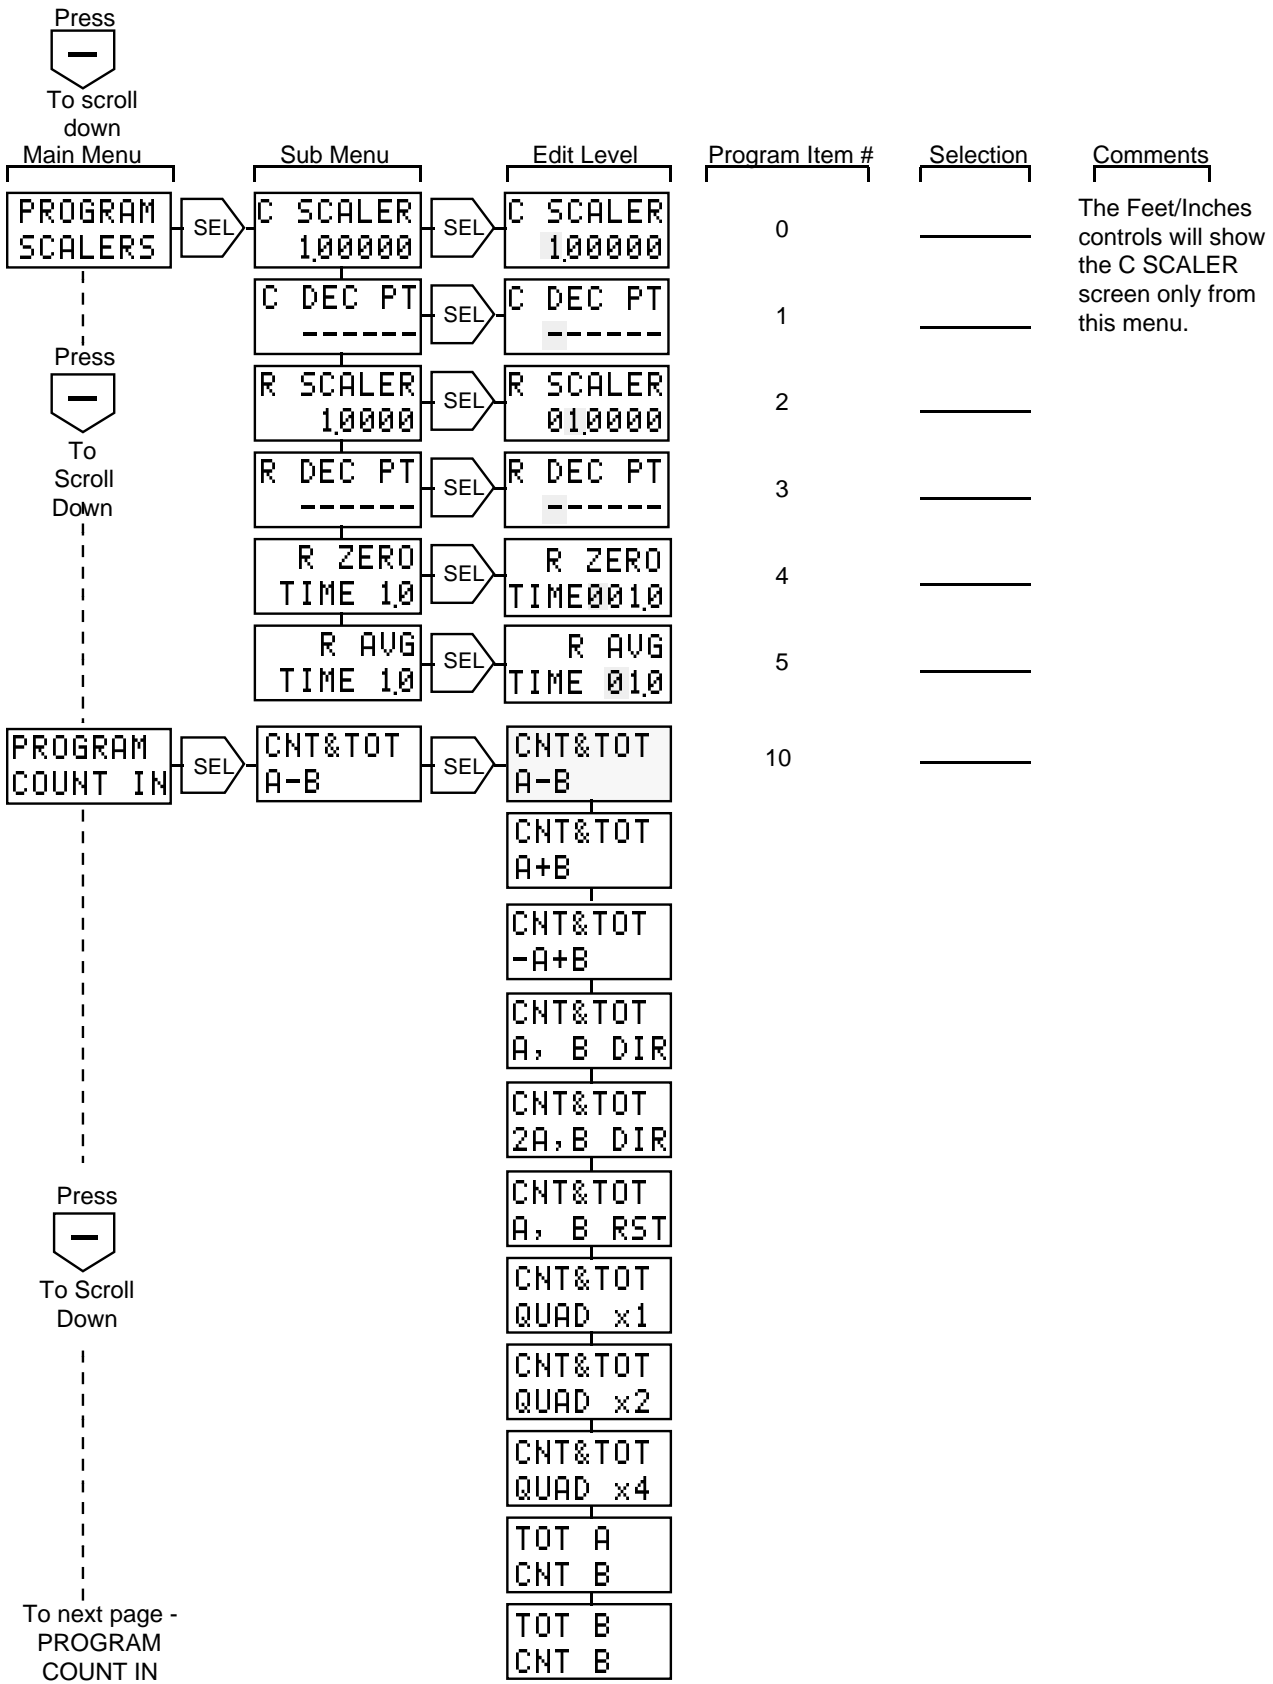 Press
To scroll
down
Main Menu
Sub Menu
Edit Level
Program Item #
Selection
Comments
PROGRAM
SCALERS
SEL
C SCALER
1.00000
SEL
C SCALER
1.00000
0
The Feet/Inches
controls will show
the C SCALER
screen only from
this menu.
C DEC PT
------
SEL
C DEC PT
------
1
Press
To
Scroll
Down
R SCALER
1.0000
SEL
R SCALER
01.0000
2
R DEC PT
------
SEL
R DEC PT
------
3
R ZERO
TIME 1.0
SEL
R ZERO
TIME001.0
4
R AVG
TIME 1.0
SEL
R AVG
TIME 01.0
5
PROGRAM
COUNT IN
SEL
CNT&TOT
A-B
SEL
CNT&TOT
A-B
10
CNT&TOT
A+B
CNT&TOT
-A+B
CNT&TOT
A, B DIR
CNT&TOT
2A,B DIR
CNT&TOT
A, B RST
Press
To Scroll
Down
CNT&TOT
QUAD x1
CNT&TOT
QUAD x2
CNT&TOT
QUAD x4
TOT A
CNT B
TOT B
CNT B
To next page -
PROGRAM
COUNT IN